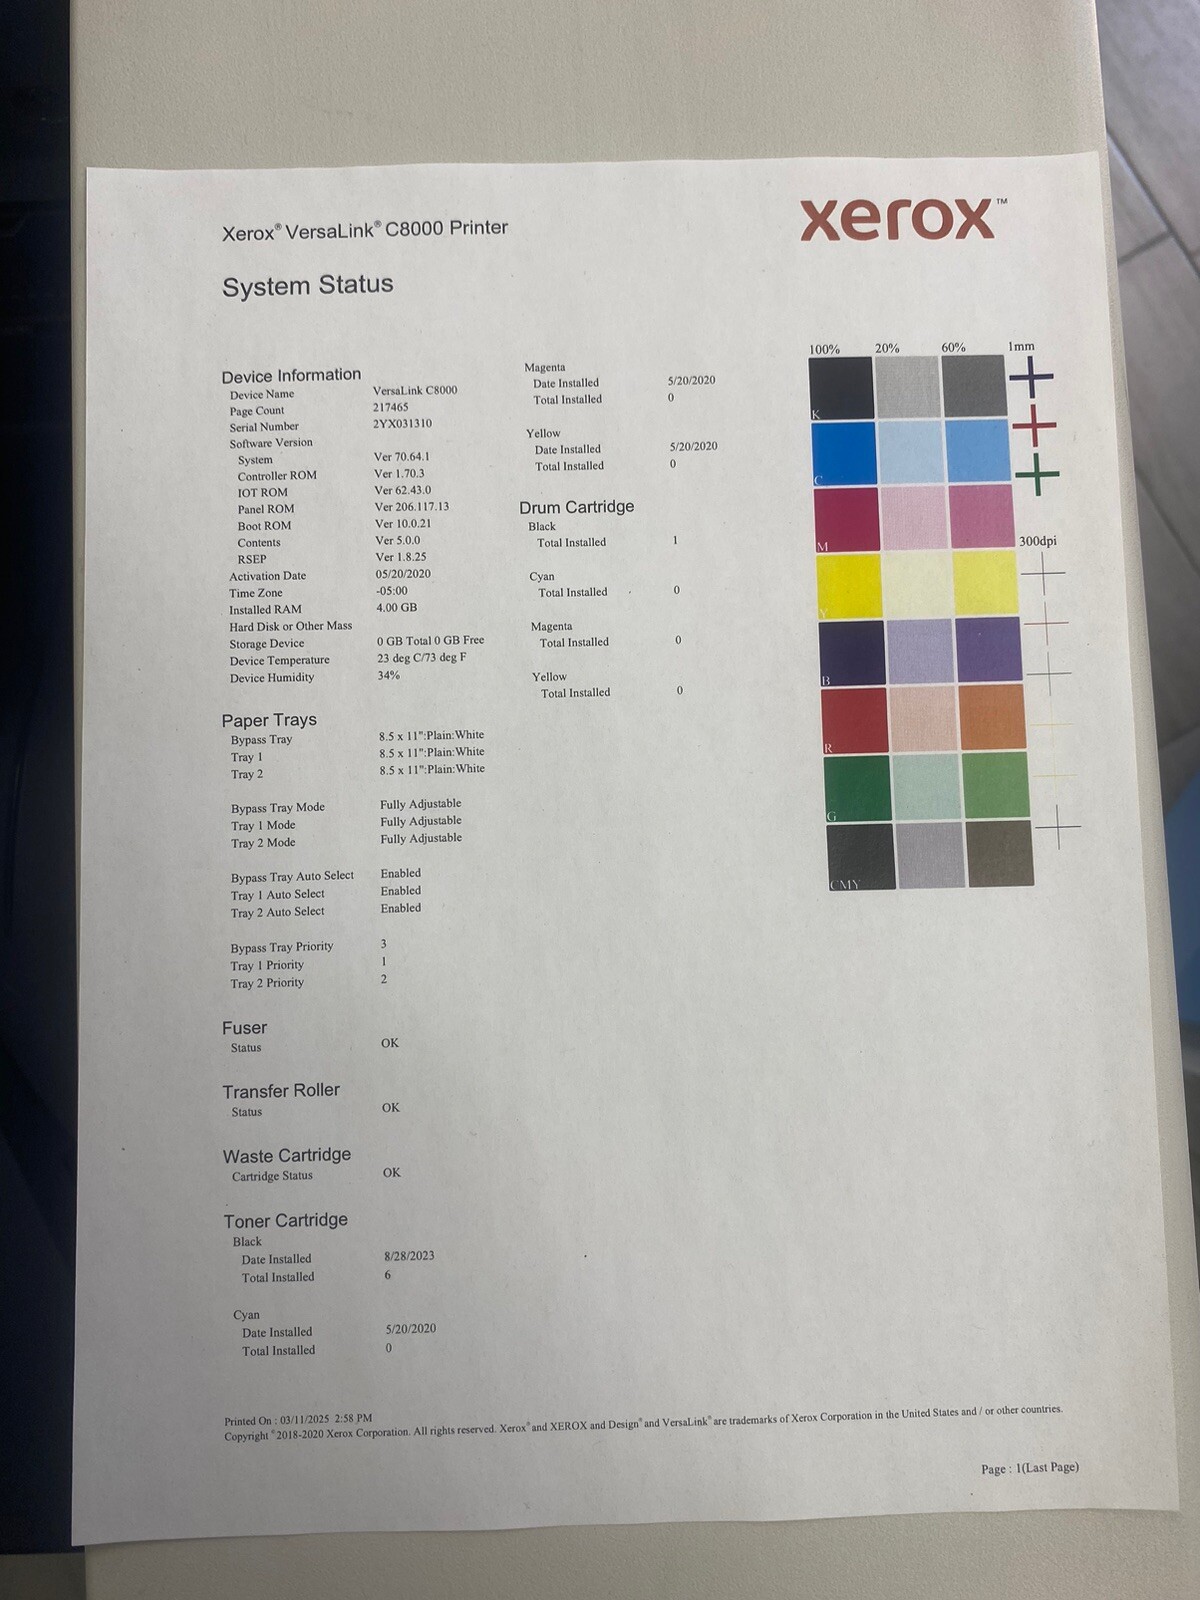 Xerox® VersaLink® C8000 Printer
xerox™
System Status
Device Information
Device Name VersaLink C8000
Page Count 217465
Serial Number 2YX031310
Software Version
System Ver 70.64.1
Controller ROM Ver 1.70.3
IOT ROM Ver 62.43.0
Panel ROM Ver 206.117.13
Boot ROM Ver 10.0.21
Contents Ver 5.0.0
RSEP Ver 1.8.25
Activation Date 05/20/2020
Time Zone -05:00
Installed RAM 4.00 GB
Hard Disk or Other Mass
Storage Device 0 GB Total 0 GB Free
Device Temperature 23 deg C/73 deg F
Device Humidity 34%
Paper Trays
Bypass Tray 8.5 x 11":Plain:White
Tray 1 8.5 x 11":Plain:White
Tray 2 8.5 x 11":Plain:White
Bypass Tray Mode Fully Adjustable
Tray 1 Mode Fully Adjustable
Tray 2 Mode Fully Adjustable
Bypass Tray Auto Select Enabled
Tray 1 Auto Select Enabled
Tray 2 Auto Select Enabled
Bypass Tray Priority 3
Tray 1 Priority 1
Tray 2 Priority 2
Fuser
Status OK
Transfer Roller
Status OK
Waste Cartridge
Cartridge Status OK
Toner Cartridge
Black
Date Installed 8/28/2023
Total Installed 6
Cyan
Date Installed 5/20/2020
Total Installed 0
Magenta
Date Installed 5/20/2020
Total Installed 0
Yellow
Date Installed 5/20/2020
Total Installed 0
Drum Cartridge
Black
Total Installed 1
Cyan
Total Installed 0
Magenta
Total Installed 0
Yellow
Total Installed 0
100% 20% 60% 1mm
K
C
M
300dpi
Y
B
R
G
CMY
Printed On : 03/11/2025 2:58 PM
Copyright ©2018-2020 Xerox Corporation. All rights reserved. Xerox® and XEROX and Design® and VersaLink® are trademarks of Xerox Corporation in the United States and / or other countries.
Page : 1(Last Page)